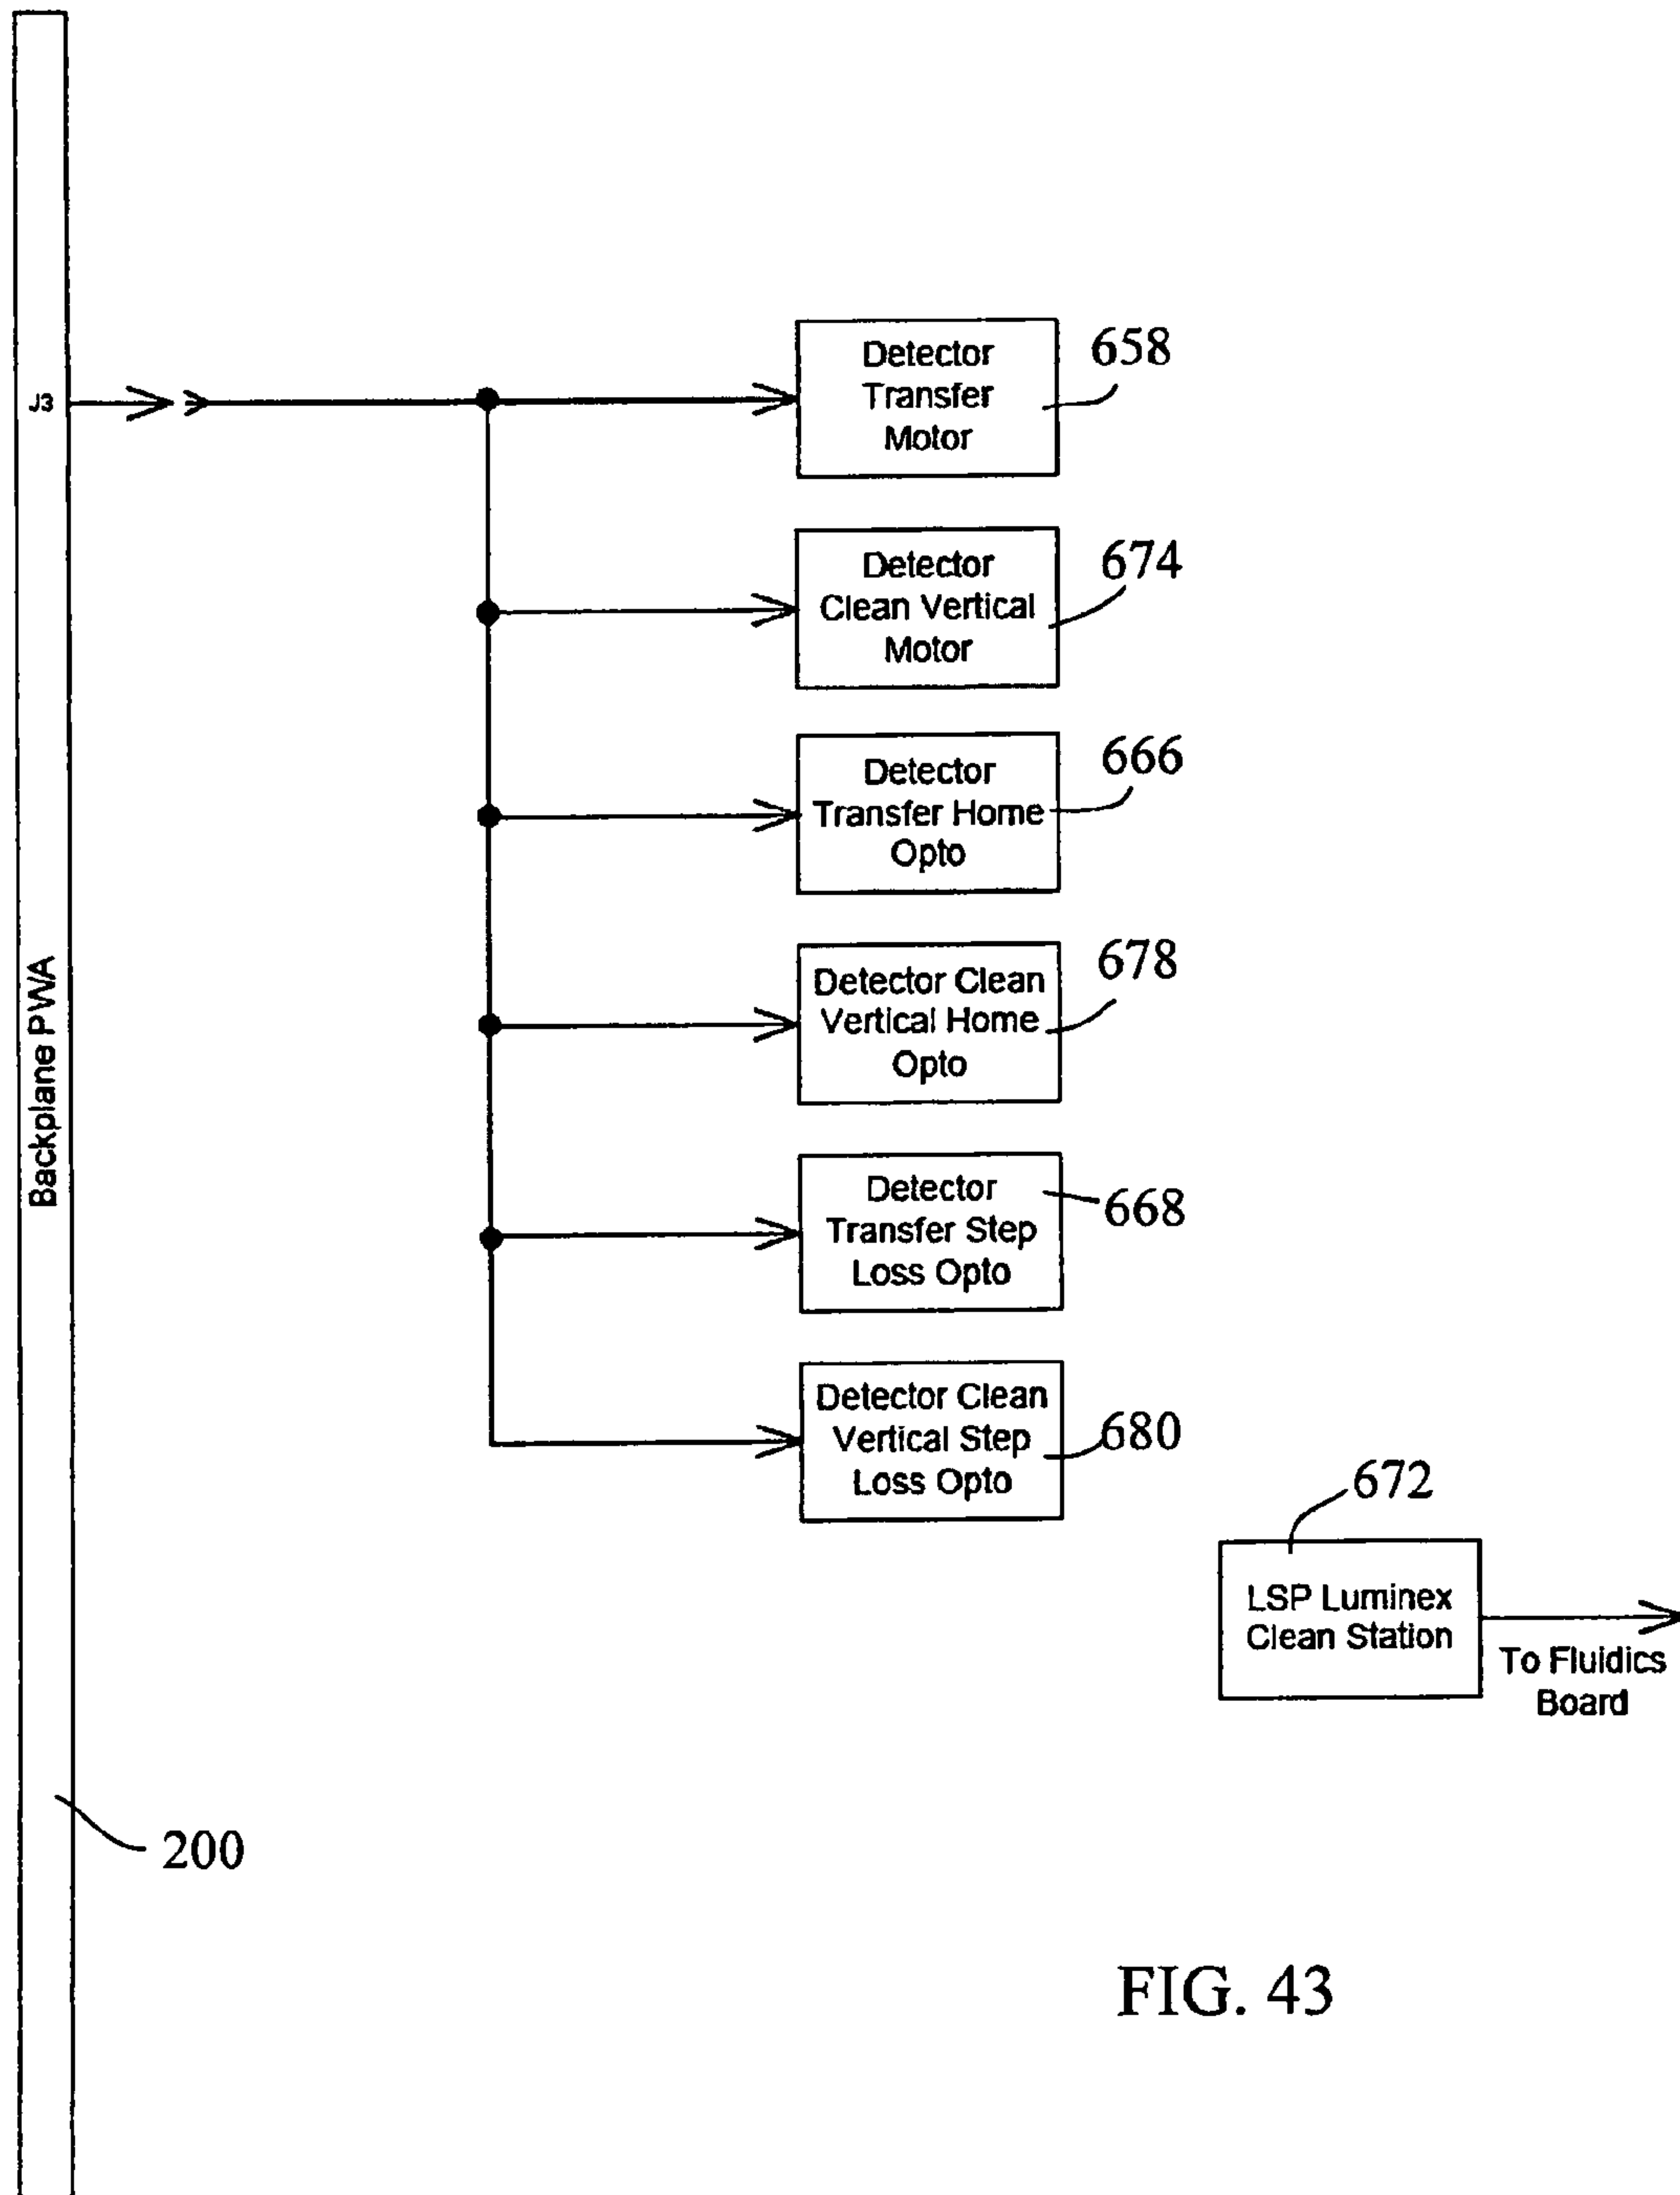 J3
Backplane PWA
200
Detector
Transfer
Motor
658
Detector
Clean Vertical
Motor
674
Detector
Transfer Home
Opto
666
Detector Clean
Vertical Home
Opto
678
Detector
Transfer Step
Loss Opto
668
Detector Clean
Vertical Step
Loss Opto
680
672
LSP Luminex
Clean Station
To Fluidics
Board
FIG. 43